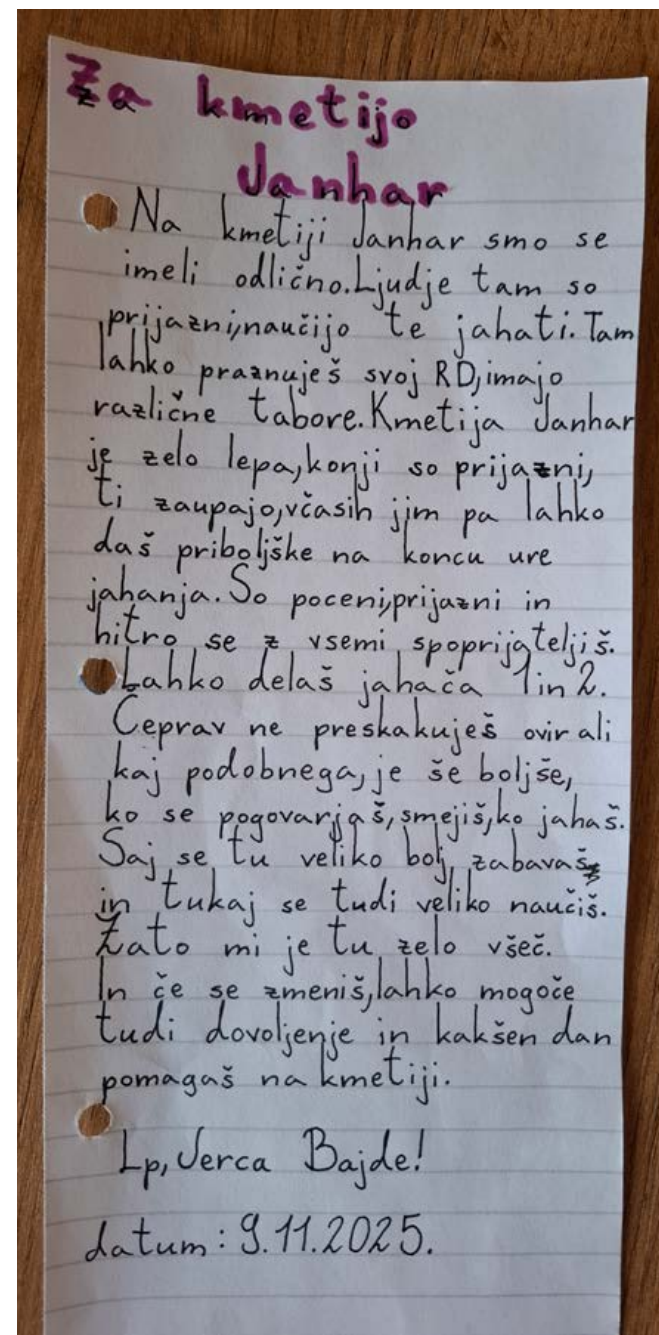 Za kmetijo
Janhar
Na kmetiji Janhar smo se
imeli odlično.Ljudje tam so
prijazni,naučijo te jahati.Tam
lahko praznuješ svoj RD,imajo
različne tabore.Kmetija Janhar
je zelo lepa,konji so prijazni,
ti zaupajo,včasih jim pa lahko
daš priboljške na koncu ure
jahanja.So poceni,prijazni in
hitro se z vsemi spoprijateljiš.
Lahko delaš jahača 1 in 2.
Čeprav ne preskakuješ ovir ali
kaj podobnega, je še boljše,
ko se pogovarjaš,smejiš,ko jahaš.
Saj se tu veliko bolj zabavaš
in tukaj se tudi veliko naučiš.
Zato mi je tu zelo všeč.
In če se zmeniš,lahko mogoče
tudi dovoljenje in kakšen dan
pomagaš na kmetiji.
Lp, Jerca Bajde!
datum: 9.11.2025.